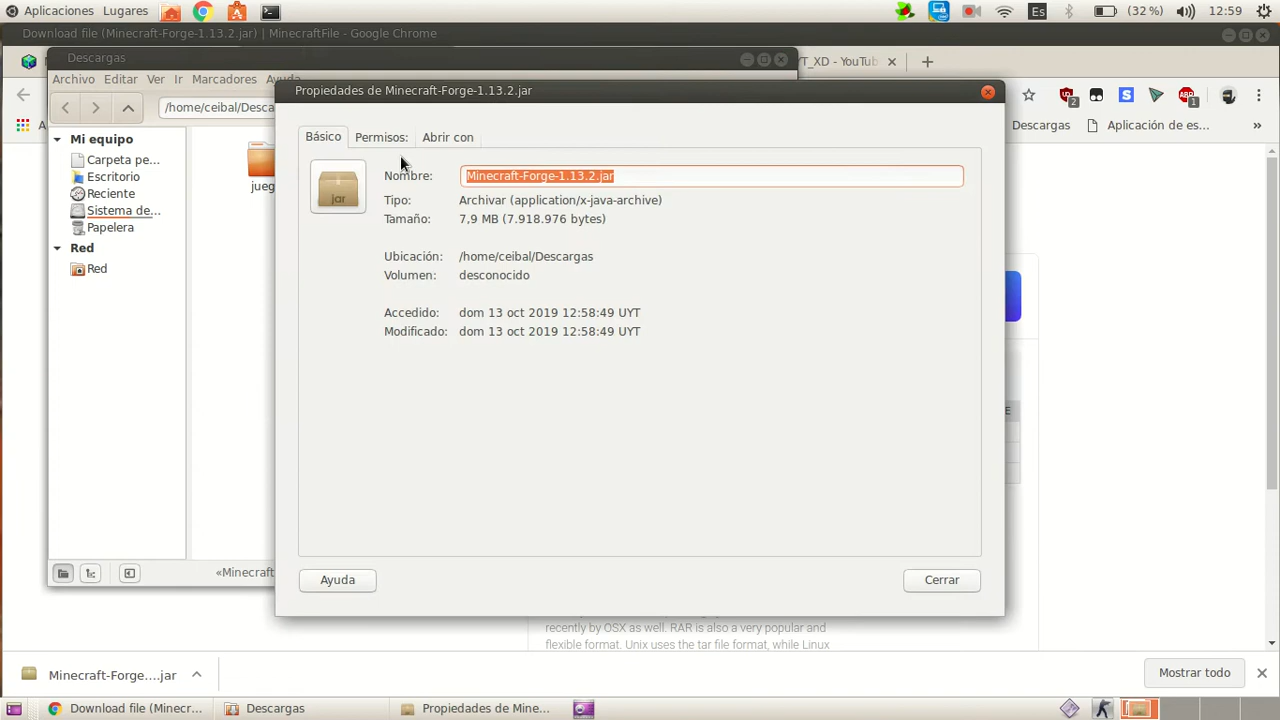 Aplicaciones Lugares Es (32 %) 12:59
Download file (Minecraft-Forge-1.13.2.jar) | MinecraftFile - Google Chrome
Descargas
T_XD - YouTub
Archivo Editar Ver Ir Marcadores Ayuda
Propiedades de Minecraft-Forge-1.13.2.jar
/home/ceibal/Desca
2
1
Descargas
Aplicación de es...
»
Mi equipo
Carpeta pe...
Escritorio
Reciente
Sistema de...
Papelera
Red
Red
jueg
Básico Permisos: Abrir con
jar
Nombre: Minecraft-Forge-1.13.2.jar
Tipo: Archivar (application/x-java-archive)
Tamaño: 7,9 MB (7.918.976 bytes)
Ubicación: /home/ceibal/Descargas
Volumen: desconocido
Accedido: dom 13 oct 2019 12:58:49 UYT
Modificado: dom 13 oct 2019 12:58:49 UYT
Ayuda Cerrar
«Minecraft
recently by OSX as well. RAR is also a very popular and
flexible format. Unix uses the tar file format, while Linux
Minecraft-Forge....jar
Mostrar todo
Download file (Minecr... Descargas Propiedades de Mine...